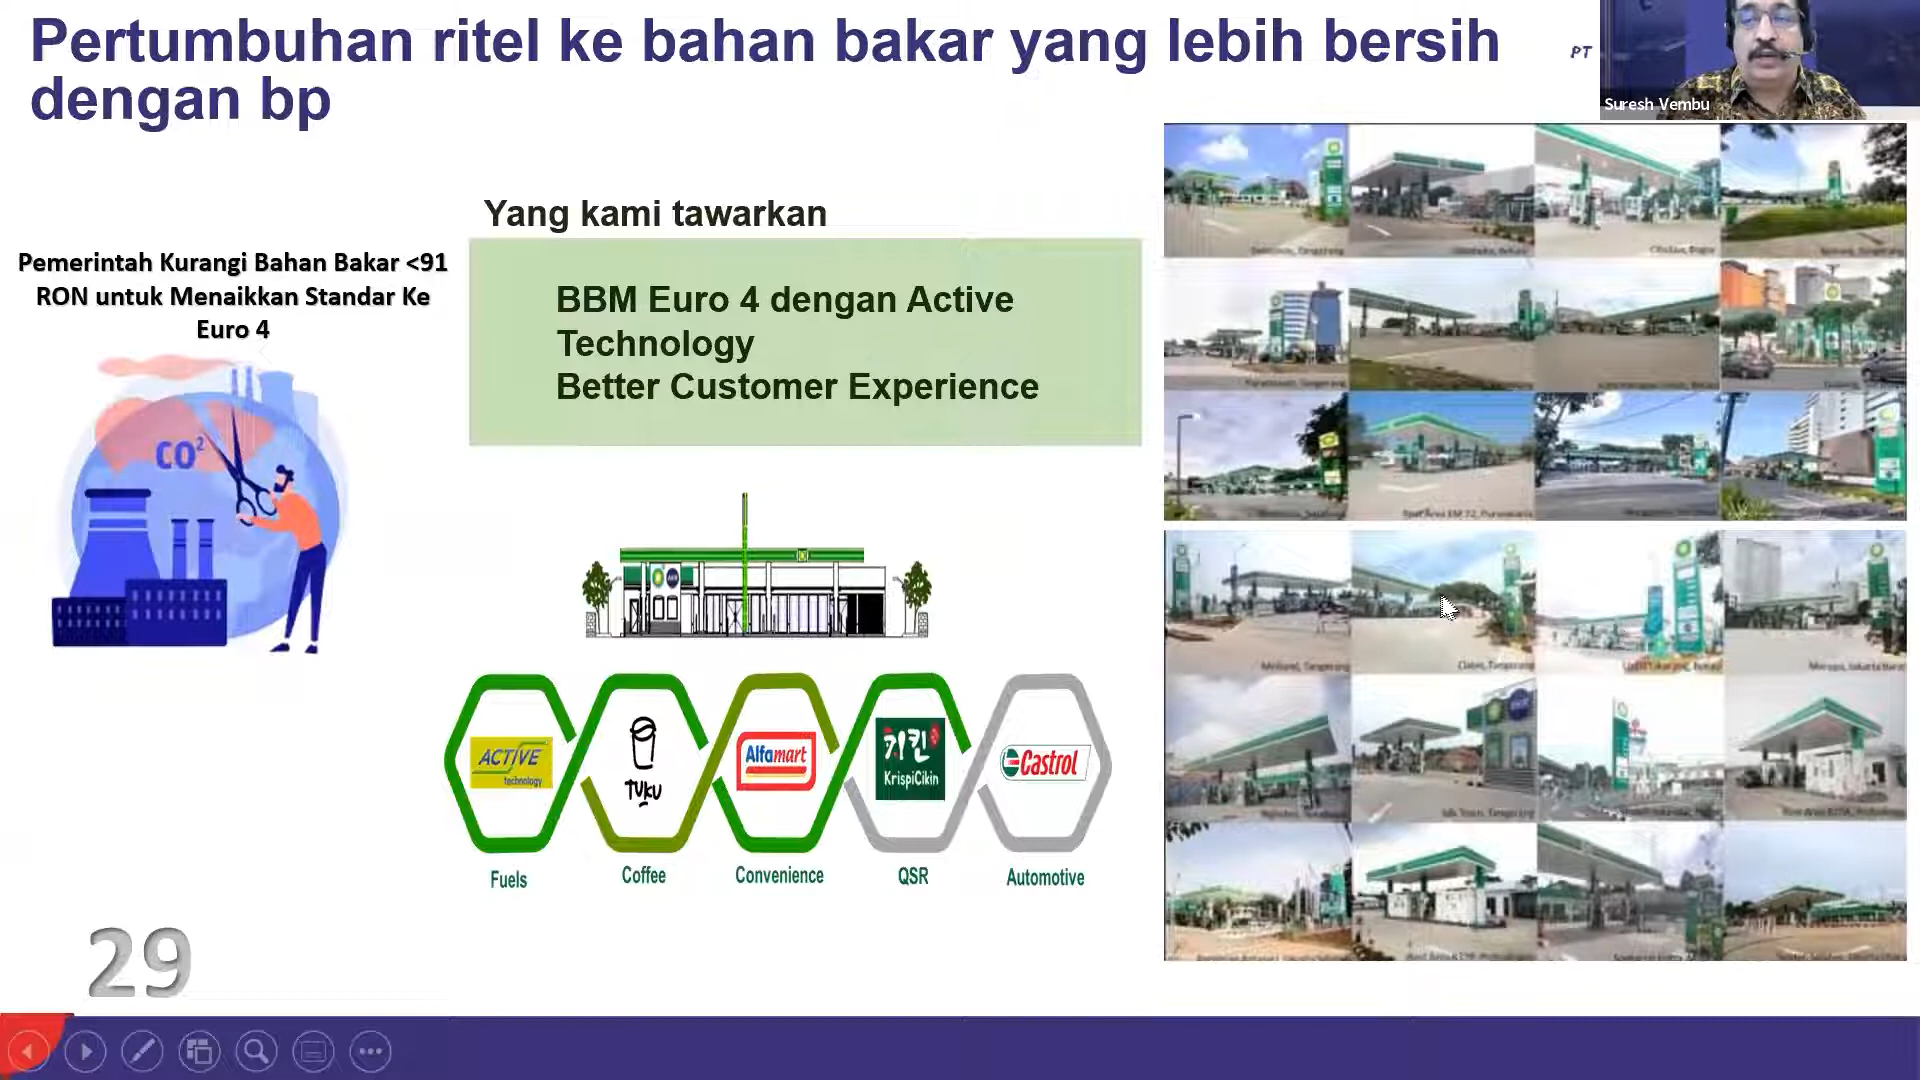 Pertumbuhan ritel ke bahan bakar yang lebih bersih
dengan bp
PT
Suresh Vembu
Yang kami tawarkan
Pemerintah Kurangi Bahan Bakar <91
RON untuk Menaikkan Standar Ke
Euro 4
BBM Euro 4 dengan Active
Technology
Better Customer Experience
CO²
ACTIVE
technology
TUKU
Alfamart
치킨
KrispiCikin
Castrol
Fuels
Coffee
Convenience
QSR
Automotive
29